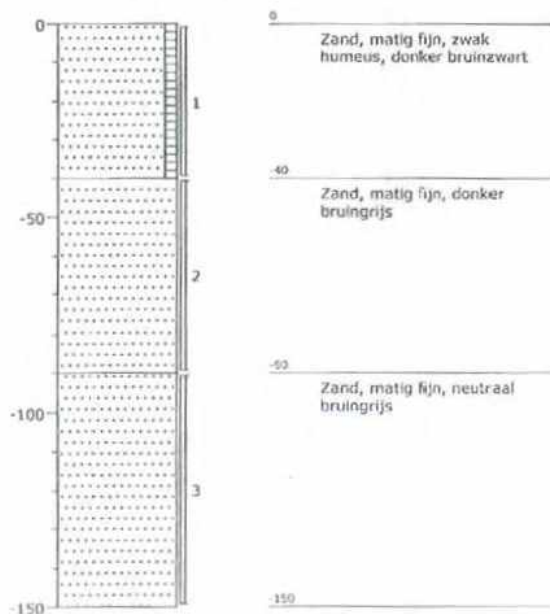 0
-50
-100
-150
1
2
3
0
Zand, matig fijn, zwak
humeus, donker bruinzwart
-40
Zand, matig fijn, donker
bruingrijs
-90
Zand, matig fijn, neutraal
bruingrijs
-150